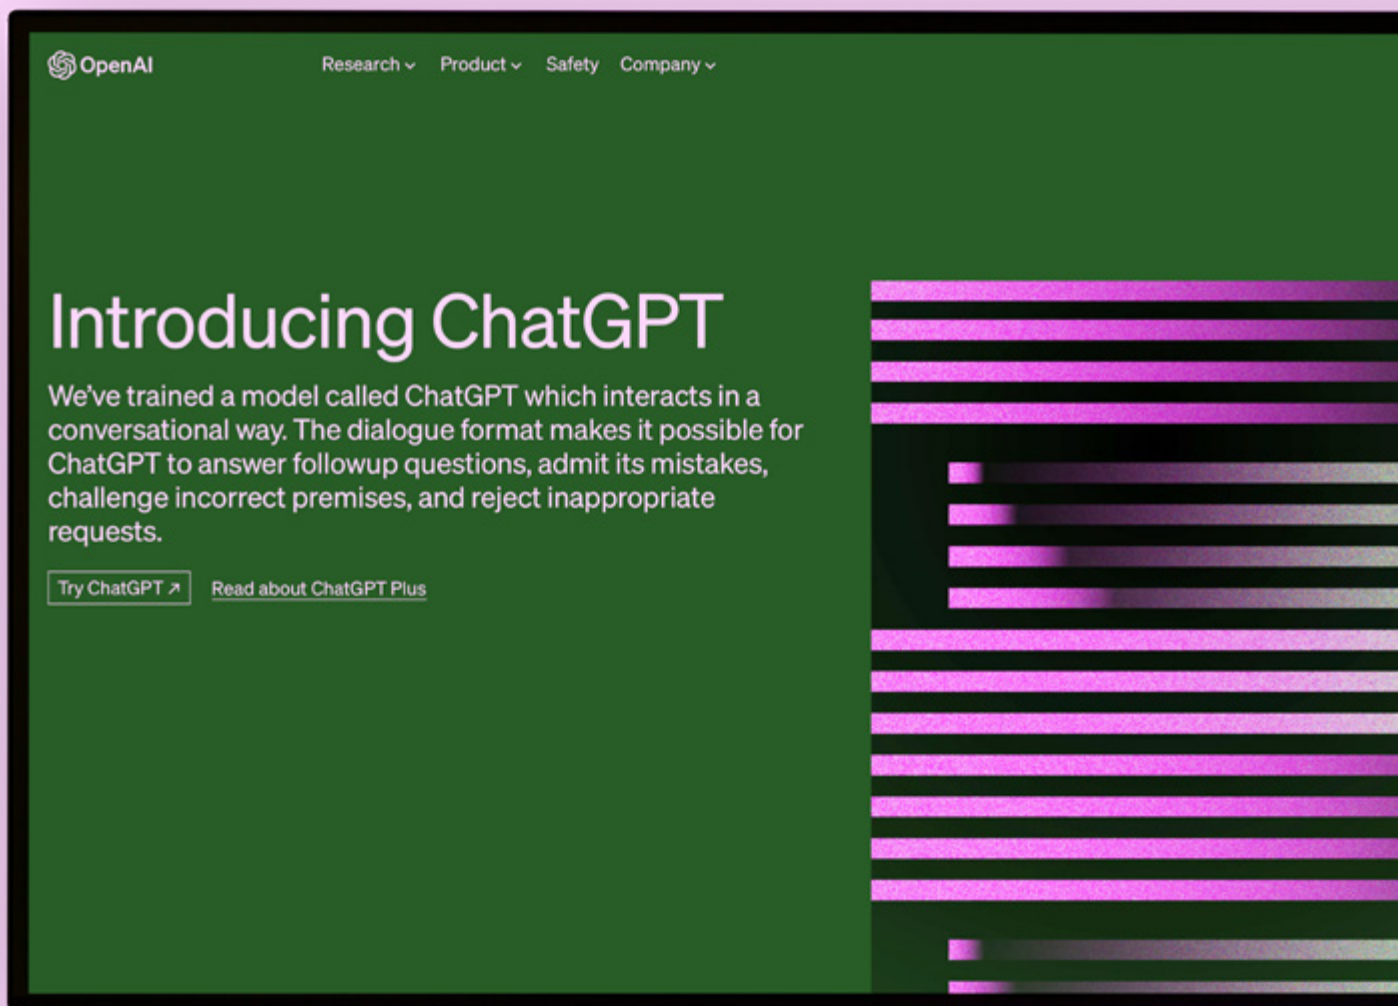 OpenAI
Research Product Safety Company
Introducing ChatGPT
We've trained a model called ChatGPT which interacts in a
conversational way. The dialogue format makes it possible for
ChatGPT to answer followup questions, admit its mistakes,
challenge incorrect premises, and reject inappropriate
requests.
Try ChatGPT ↗ Read about ChatGPT Plus